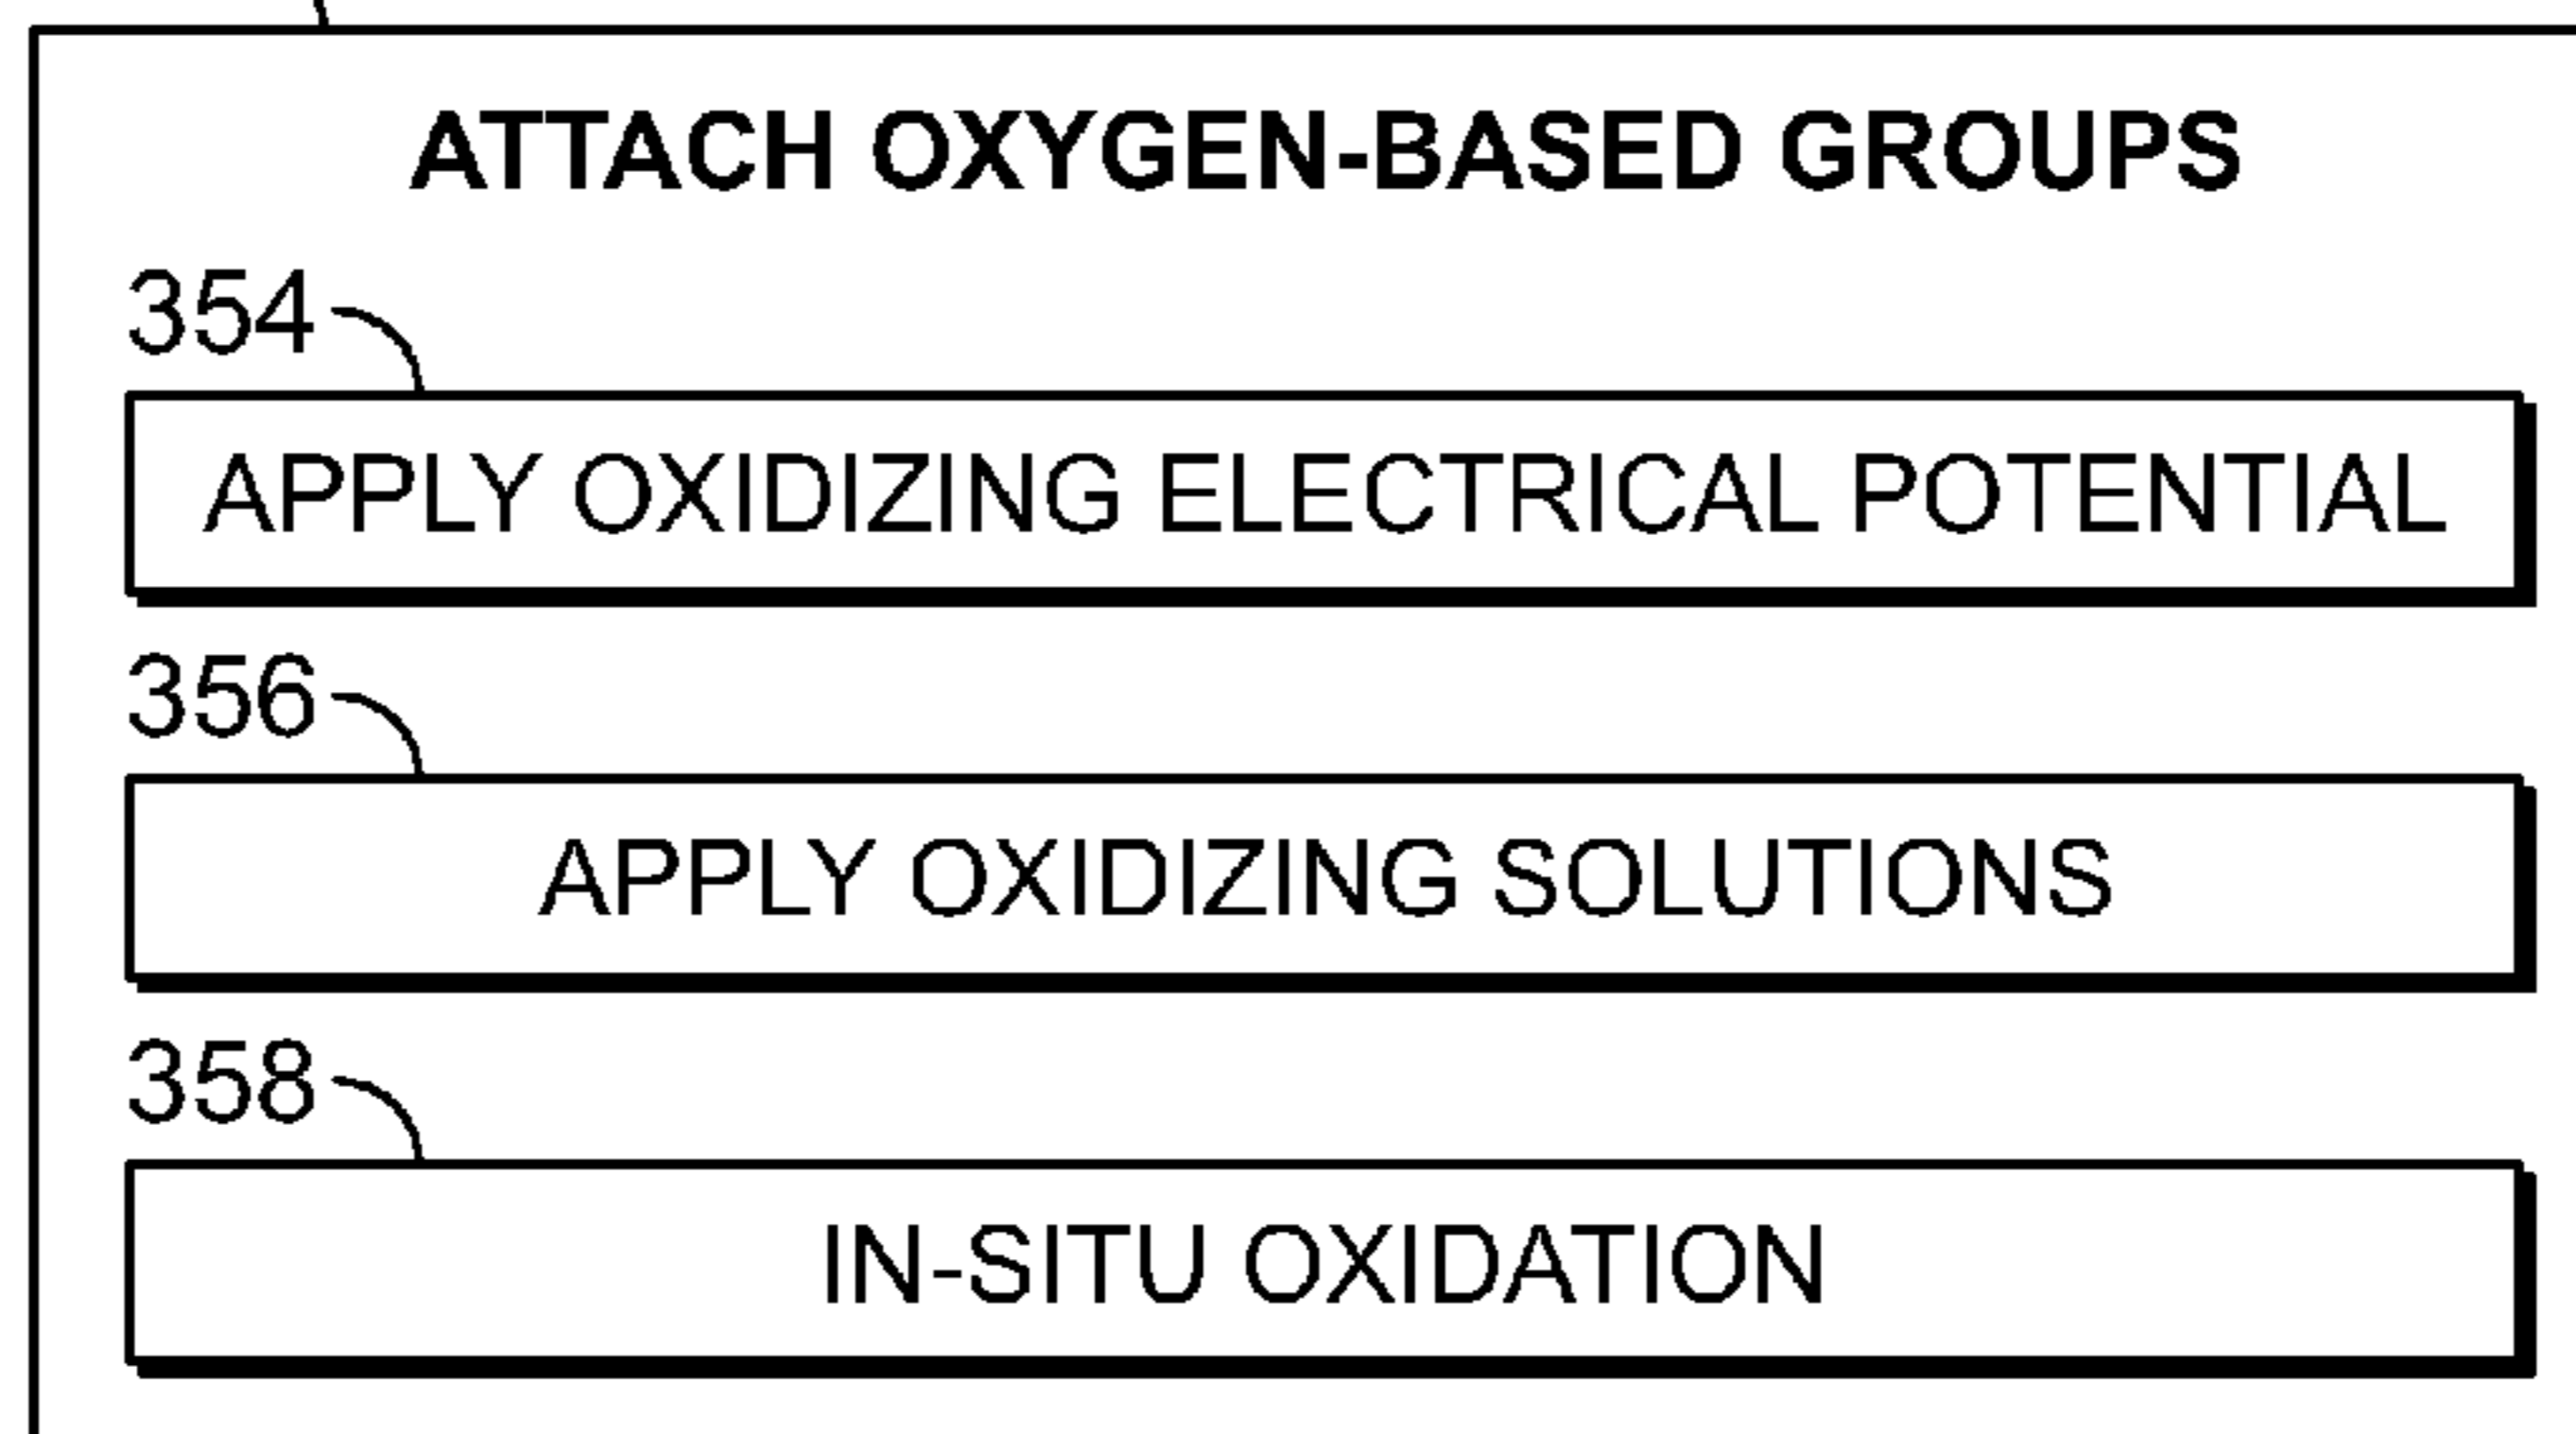 ATTACH OXYGEN-BASED GROUPS
354
APPLY OXIDIZING ELECTRICAL POTENTIAL
356
APPLY OXIDIZING SOLUTIONS
358
IN-SITU OXIDATION